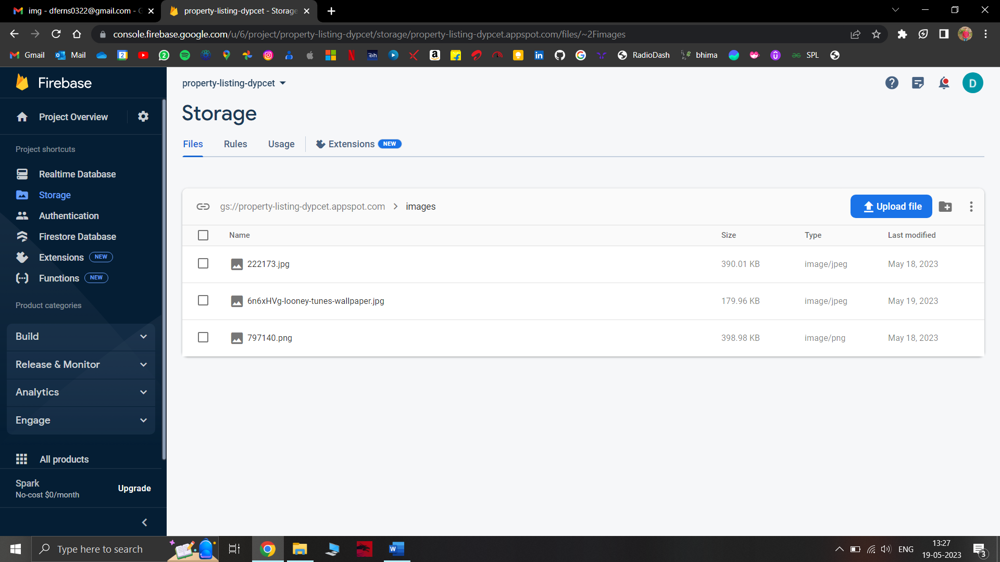 img - dferns0322@gmail.com - G
property-listing-dypcet - Storage
console.firebase.google.com/u/6/project/property-listing-dypcet/storage/property-listing-dypcet.appspot.com/files/~2Fimages
Gmail Mail RadioDash bhima SPL
Firebase
Project Overview
Project shortcuts
Realtime Database
Storage
Authentication
Firestore Database
Extensions NEW
Functions NEW
Product categories
Build
Release & Monitor
Analytics
Engage
All products
Spark
No-cost $0/month
Upgrade
property-listing-dypcet
D
Storage
Files Rules Usage Extensions NEW
gs://property-listing-dypcet.appspot.com > images
Upload file
Name Size Type Last modified
222173.jpg 390.01 KB image/jpeg May 18, 2023
6n6xHVg-looney-tunes-wallpaper.jpg 179.96 KB image/jpeg May 19, 2023
797140.png 398.98 KB image/png May 18, 2023
Type here to search
ENG
13:27
19-05-2023
3